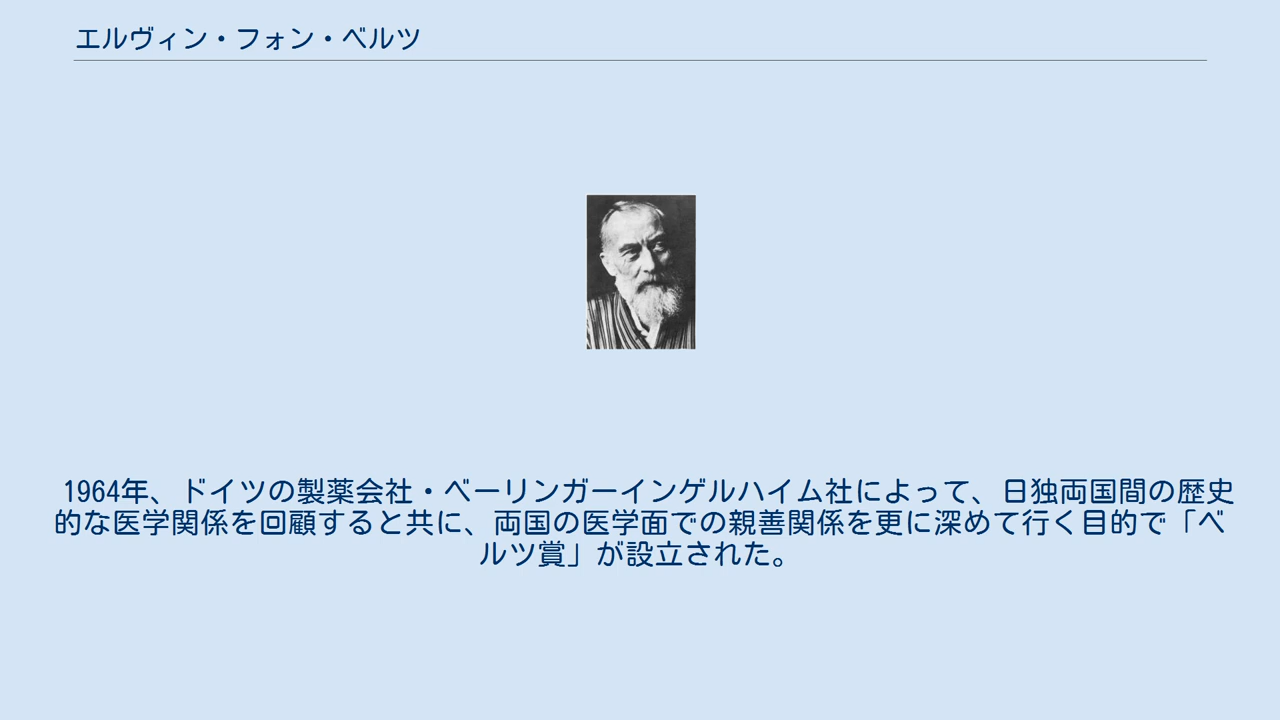 エルヴィン・フォン・ベルツ
1964年、ドイツの製薬会社・ベーリンガーインゲルハイム社によって、日独両国間の歴史
的な医学関係を回顧すると共に、両国の医学面での親善関係を更に深めて行く目的で「ベ
ルツ賞」が設立された。